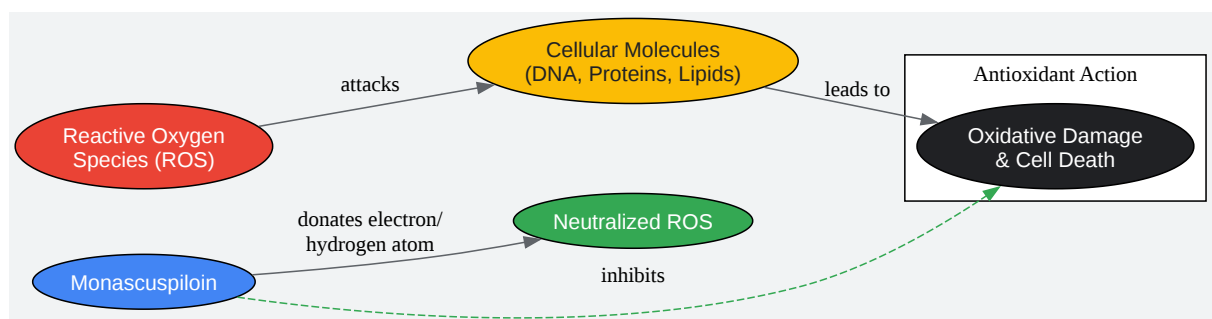 Cellular Molecules
(DNA, Proteins, Lipids)
Antioxidant Action
attacks
leads to
Reactive Oxygen
Species (ROS)
Oxidative Damage
& Cell Death
donates electron/
hydrogen atom
Neutralized ROS
Monascuspiloin
inhibits